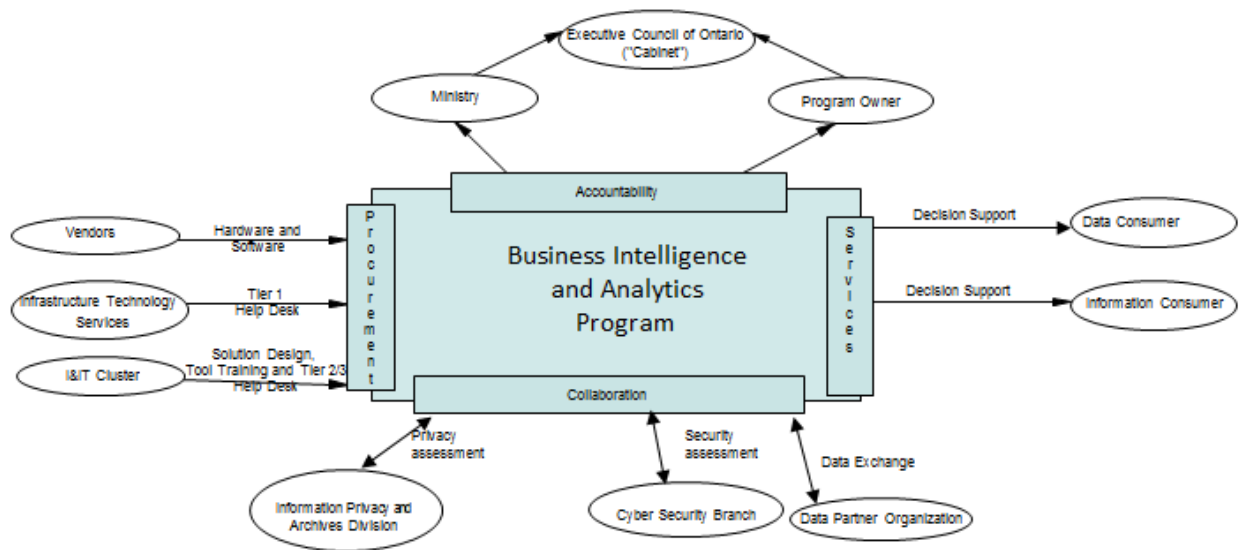 Executive Council of Ontario
("Cabinet")
Ministry
Program Owner
Accountability
Procurement
Services
Vendors
Hardware and
Software
Infrastructure Technology
Services
Tier 1
Help Desk
I&IT Cluster
Solution Design,
Tool Training and Tier 2/3
Help Desk
Business Intelligence
and Analytics
Program
Decision Support
Data Consumer
Decision Support
Information Consumer
Collaboration
Privacy
assessment
Security
assessment
Data Exchange
Information Privacy and
Archives Division
Cyber Security Branch
Data Partner Organization